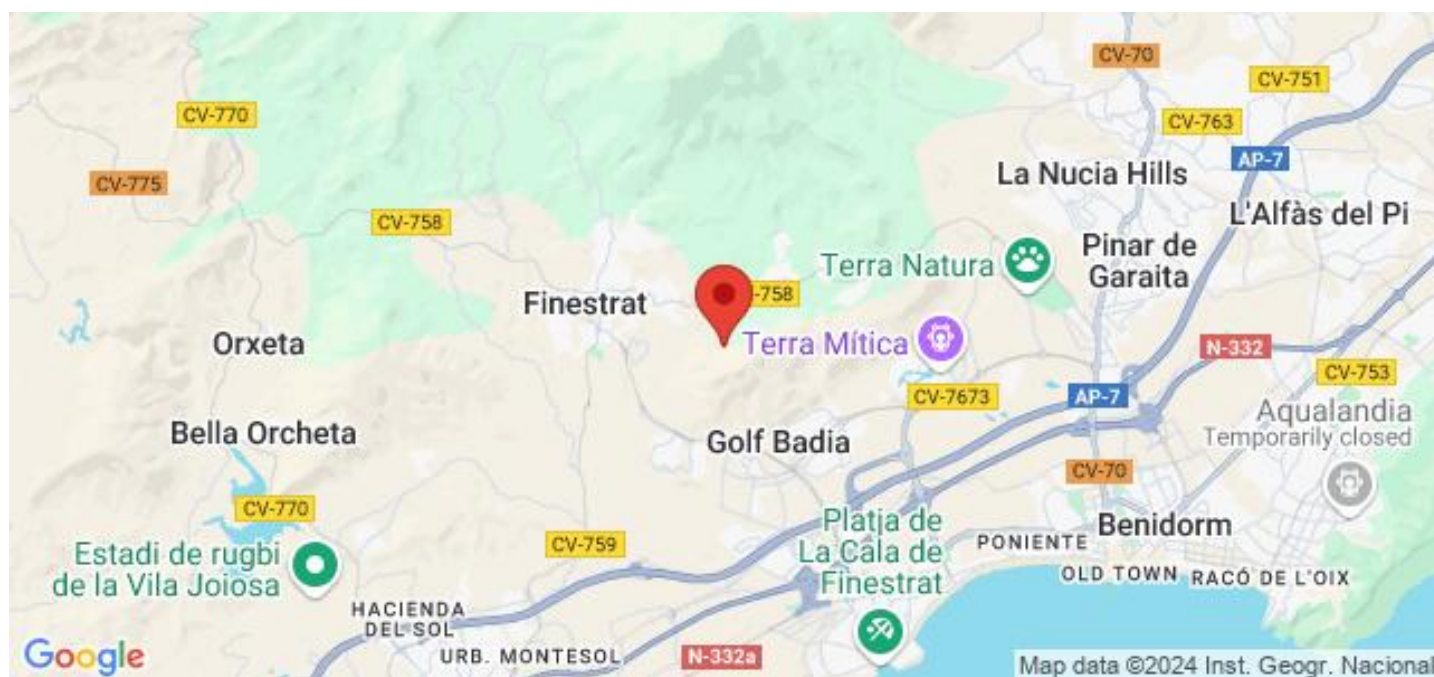 CV-70
CV-751
CV-770
CV-763
AP-7
CV-775
La Nucia Hills
L'Alfàs del Pi
CV-758
Pinar de
Garaita
Terra Natura
-758
Finestrat
Orxeta
Terra Mítica
N-332
CV-753
CV-7673
AP-7
Aqualandia
Temporarily closed
Bella Orcheta
Golf Badia
CV-70
CV-770
Platja de
La Cala de
Finestrat
Benidorm
PONIENTE
CV-759
Estadi de rugbi
de la Vila Joiosa
OLD TOWN
RACÓ DE L'OIX
HACIENDA
DEL SOL
URB. MONTESOL
N-332a
Google
Map data ©2024 Inst. Geogr. Nacional